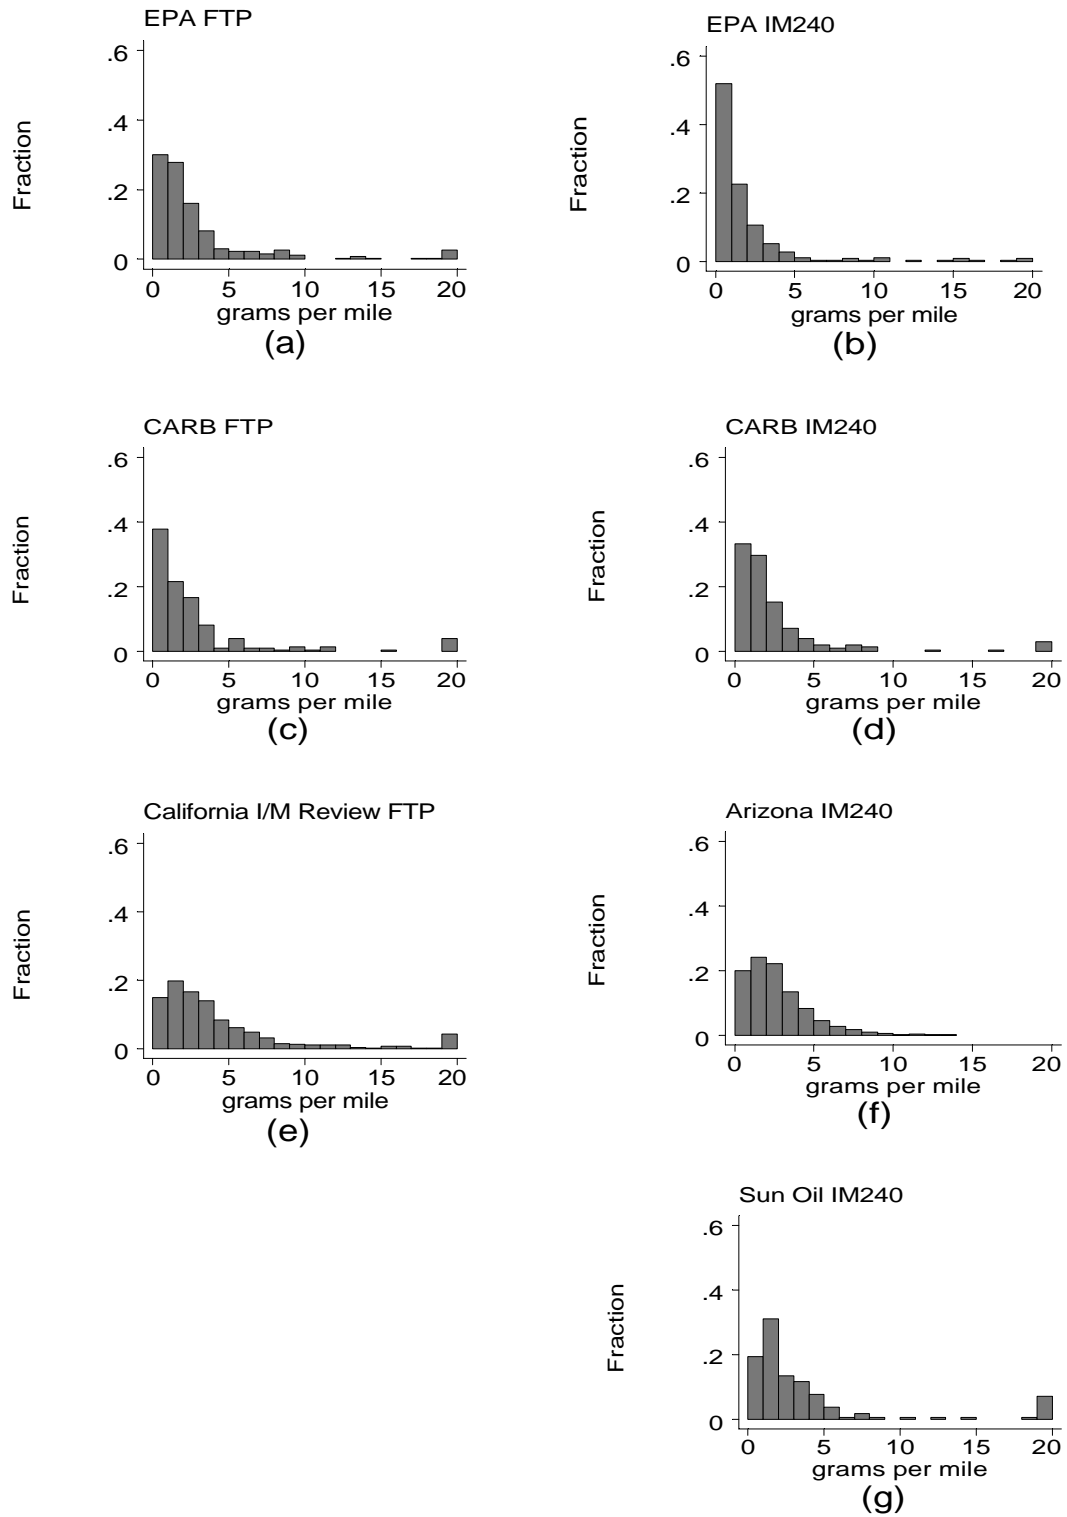 EPA FTP
Fraction
.6
.4
.2
0
0 5 10 15 20
grams per mile
(a)
EPA IM240
Fraction
.6
.4
.2
0
0 5 10 15 20
grams per mile
(b)
CARB FTP
Fraction
.6
.4
.2
0
0 5 10 15 20
grams per mile
(c)
CARB IM240
Fraction
.6
.4
.2
0
0 5 10 15 20
grams per mile
(d)
California I/M Review FTP
Fraction
.6
.4
.2
0
0 5 10 15 20
grams per mile
(e)
Arizona IM240
Fraction
.6
.4
.2
0
0 5 10 15 20
grams per mile
(f)
Sun Oil IM240
Fraction
.6
.4
.2
0
0 5 10 15 20
grams per mile
(g)